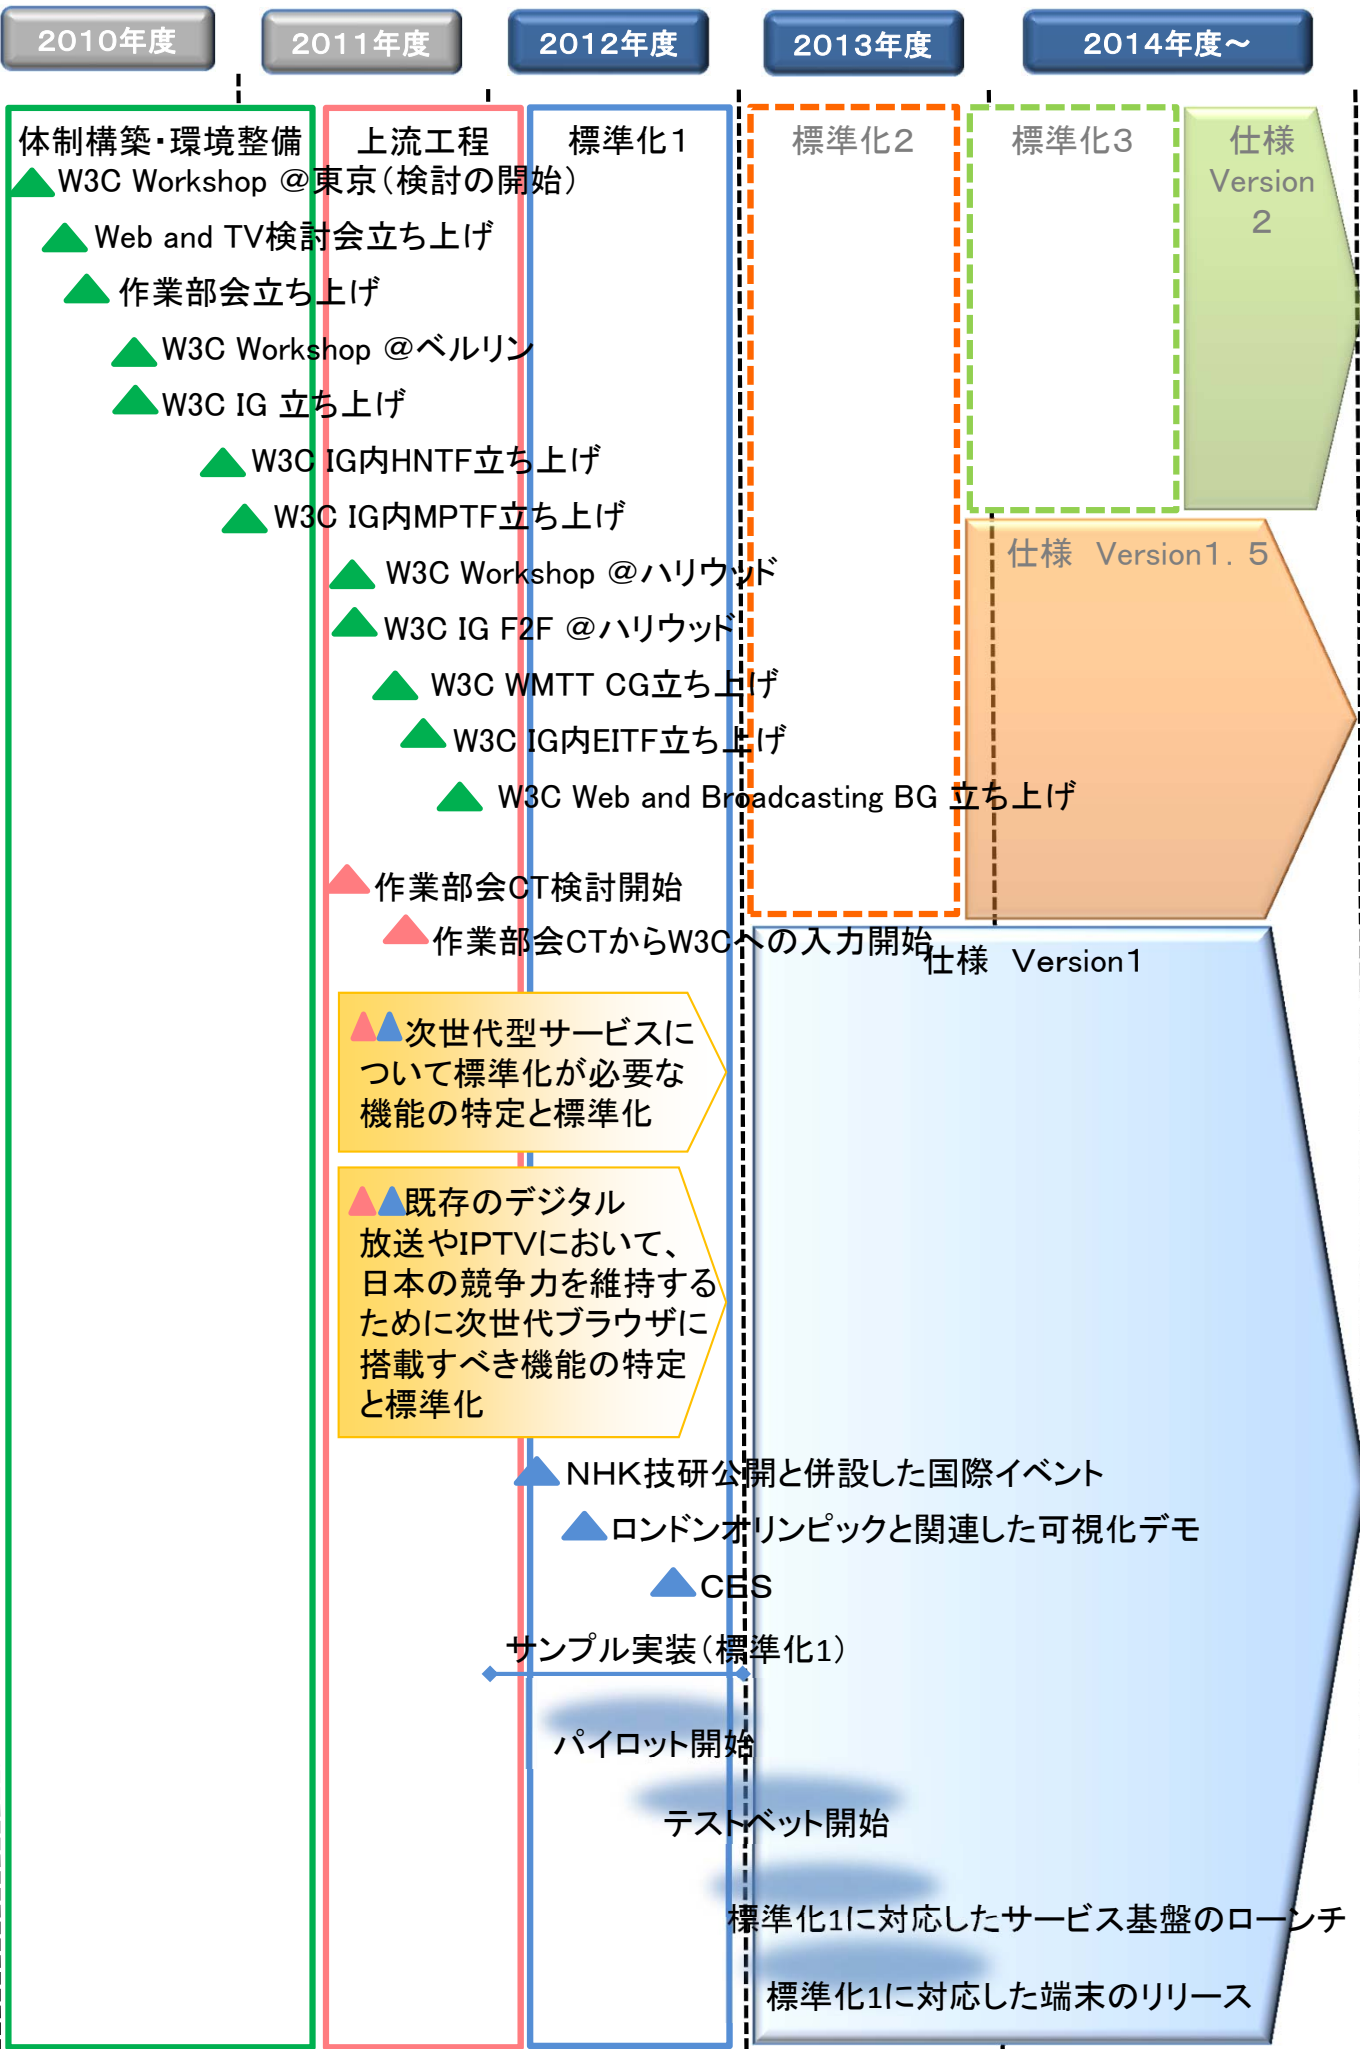 2010年度
2011年度
2012年度
2013年度
2014年度～
体制構築・環境整備
上流工程
標準化1
標準化2
標準化3
仕様
Version
2
W3C Workshop ＠東京（検討の開始）
Web and TV検討会立ち上げ
作業部会立ち上げ
W3C Workshop ＠ベルリン
W3C IG 立ち上げ
W3C IG内HNTF立ち上げ
W3C IG内MPTF立ち上げ
仕様　Version1．5
W3C Workshop ＠ハリウッド
W3C IG F2F ＠ハリウッド
W3C WMTT CG立ち上げ
W3C IG内EITF立ち上げ
W3C Web and Broadcasting BG 立ち上げ
作業部会CT検討開始
作業部会CTからW3Cへの入力開始
仕様　Version1
次世代型サービスに
ついて標準化が必要な
機能の特定と標準化
既存のデジタル
放送やIPTVにおいて、
日本の競争力を維持する
ために次世代ブラウザに
搭載すべき機能の特定
と標準化
NHK技研公開と併設した国際イベント
ロンドンオリンピックと関連した可視化デモ
CES
サンプル実装（標準化1）
パイロット開始
テストベット開始
標準化1に対応したサービス基盤のローンチ
標準化1に対応した端末のリリース